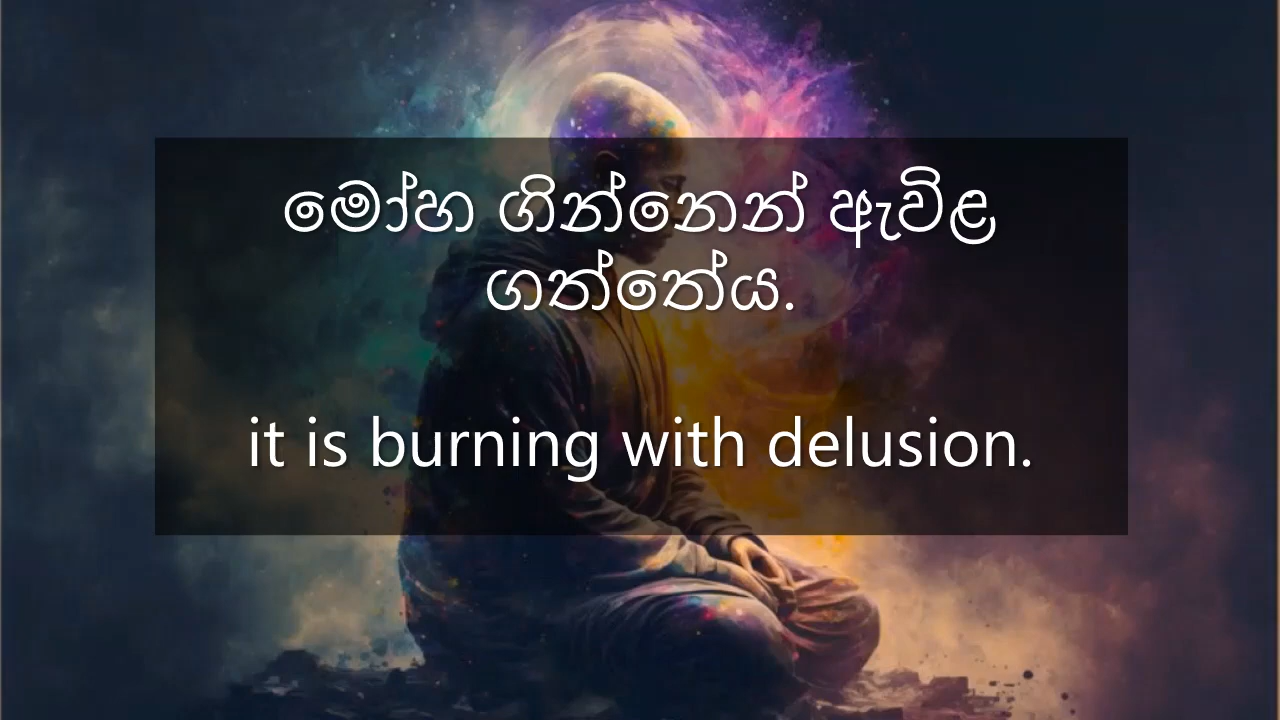 මෝහ ගින්නෙන් ඇවිළ
ගත්තේය.
it is burning with delusion.